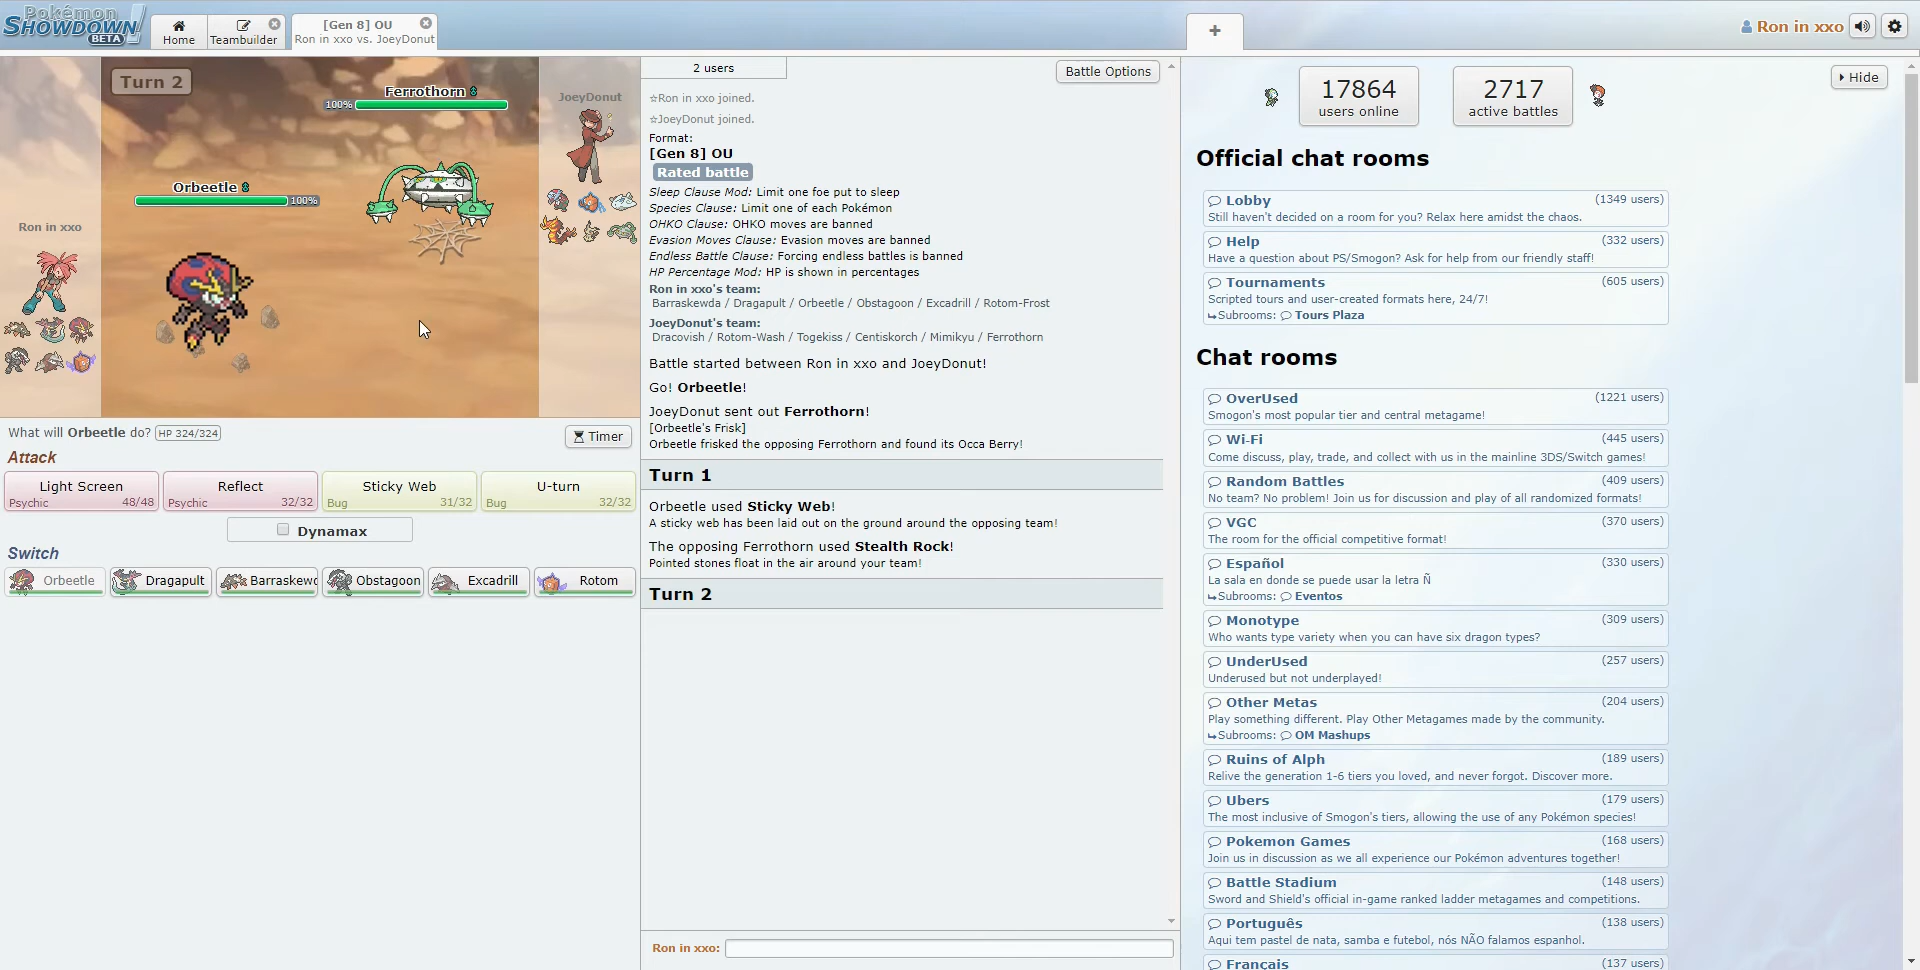 Pokémon
SHOWDOWN!
BETA
Home
Teambuilder
[Gen 8] OU
Ron in xxo vs. JoeyDonut
+
Ron in xxo
Turn 2
Ferrothorn
100%
Orbeetle
100%
Ron in xxo
JoeyDonut
What will Orbeetle do? HP 324/324
Timer
Attack
Light Screen
Psychic 48/48
Reflect
Psychic 32/32
Sticky Web
Bug 31/32
U-turn
Bug 32/32
Dynamax
Switch
Orbeetle
Dragapult
Barraskewd
Obstagoon
Excadrill
Rotom
2 users
Battle Options
☆Ron in xxo joined.
☆JoeyDonut joined.
Format:
[Gen 8] OU
Rated battle
Sleep Clause Mod: Limit one foe put to sleep
Species Clause: Limit one of each Pokémon
OHKO Clause: OHKO moves are banned
Evasion Moves Clause: Evasion moves are banned
Endless Battle Clause: Forcing endless battles is banned
HP Percentage Mod: HP is shown in percentages
Ron in xxo's team:
Barraskewda / Dragapult / Orbeetle / Obstagoon / Excadrill / Rotom-Frost
JoeyDonut's team:
Dracovish / Rotom-Wash / Togekiss / Centiskorch / Mimikyu / Ferrothorn
Battle started between Ron in xxo and JoeyDonut!
Go! Orbeetle!
JoeyDonut sent out Ferrothorn!
[Orbeetle's Frisk]
Orbeetle frisked the opposing Ferrothorn and found its Occa Berry!
Turn 1
Orbeetle used Sticky Web!
A sticky web has been laid out on the ground around the opposing team!
The opposing Ferrothorn used Stealth Rock!
Pointed stones float in the air around your team!
Turn 2
Ron in xxo:
17864
users online
2717
active battles
Hide
Official chat rooms
Lobby (1349 users)
Still haven't decided on a room for you? Relax here amidst the chaos.
Help (332 users)
Have a question about PS/Smogon? Ask for help from our friendly staff!
Tournaments (605 users)
Scripted tours and user-created formats here, 24/7!
↳Subrooms: Tours Plaza
Chat rooms
OverUsed (1221 users)
Smogon's most popular tier and central metagame!
Wi-Fi (445 users)
Come discuss, play, trade, and collect with us in the mainline 3DS/Switch games!
Random Battles (409 users)
No team? No problem! Join us for discussion and play of all randomized formats!
VGC (370 users)
The room for the official competitive format!
Español (330 users)
La sala en donde se puede usar la letra Ñ
↳Subrooms: Eventos
Monotype (309 users)
Who wants type variety when you can have six dragon types?
UnderUsed (257 users)
Underused but not underplayed!
Other Metas (204 users)
Play something different. Play Other Metagames made by the community.
↳Subrooms: OM Mashups
Ruins of Alph (189 users)
Relive the generation 1-6 tiers you loved, and never forgot. Discover more.
Ubers (179 users)
The most inclusive of Smogon's tiers, allowing the use of any Pokémon species!
Pokemon Games (168 users)
Join us in discussion as we all experience our Pokémon adventures together!
Battle Stadium (148 users)
Sword and Shield's official in-game ranked ladder metagames and competitions.
Português (138 users)
Aqui tem pastel de nata, samba e futebol, nós NÃO falamos espanhol.
Français (137 users)